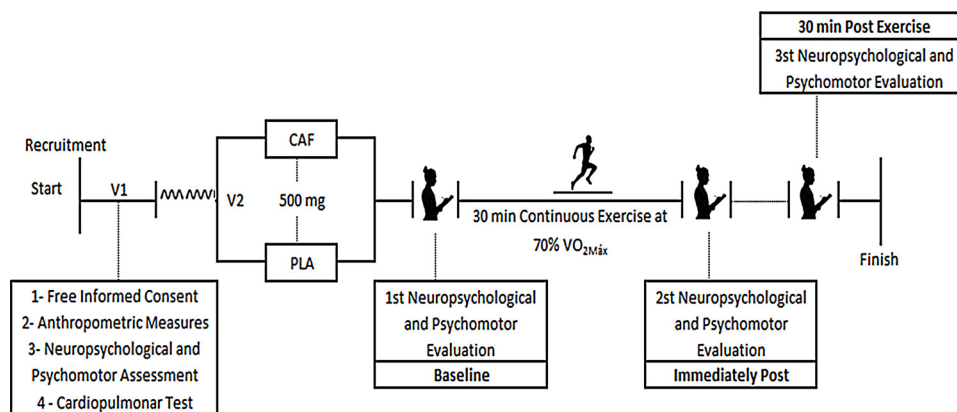 Recruitment
Start
V1
1- Free Informed Consent
2- Anthropometric Measures
3- Neuropsychological and
Psychomotor Assessment
4 - Cardiopulmonar Test
V2
CAF
500 mg
PLA
1st Neuropsychological
and Psychomotor
Evaluation
Baseline
30 min Continuous Exercise at
70% VO2Máx
2st Neuropsychological
and Psychomotor
Evaluation
Immediately Post
30 min Post Exercise
3st Neuropsychological and
Psychomotor Evaluation
Finish